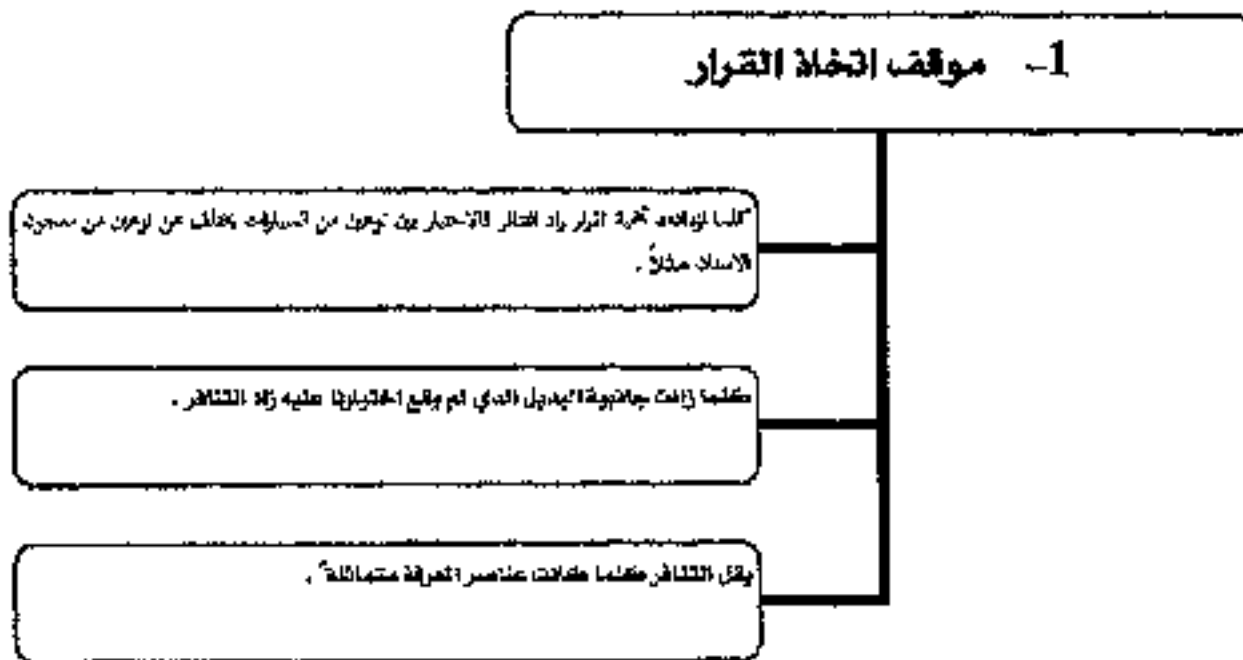 1- موقف اتخاذ القرار
كلما ازدادت أهمية القرار زاد التنافر فالاختيار بين نوعين من السيارات يختلف عن نوعين من معجون
الاسنان مثلاً .
كلما زادت جاذبية البديل الذي لم يقع اختيارنا عليه زاد التنافر .
يقل التنافر كلما كانت عناصر المعرفة متماثلة .